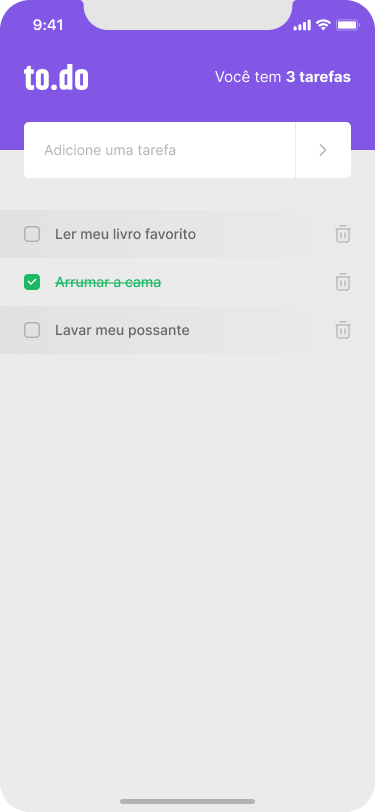 9:41
to.do
Você tem 3 tarefas
Adicione uma tarefa
Ler meu livro favorito
Arrumar a cama
Lavar meu possante